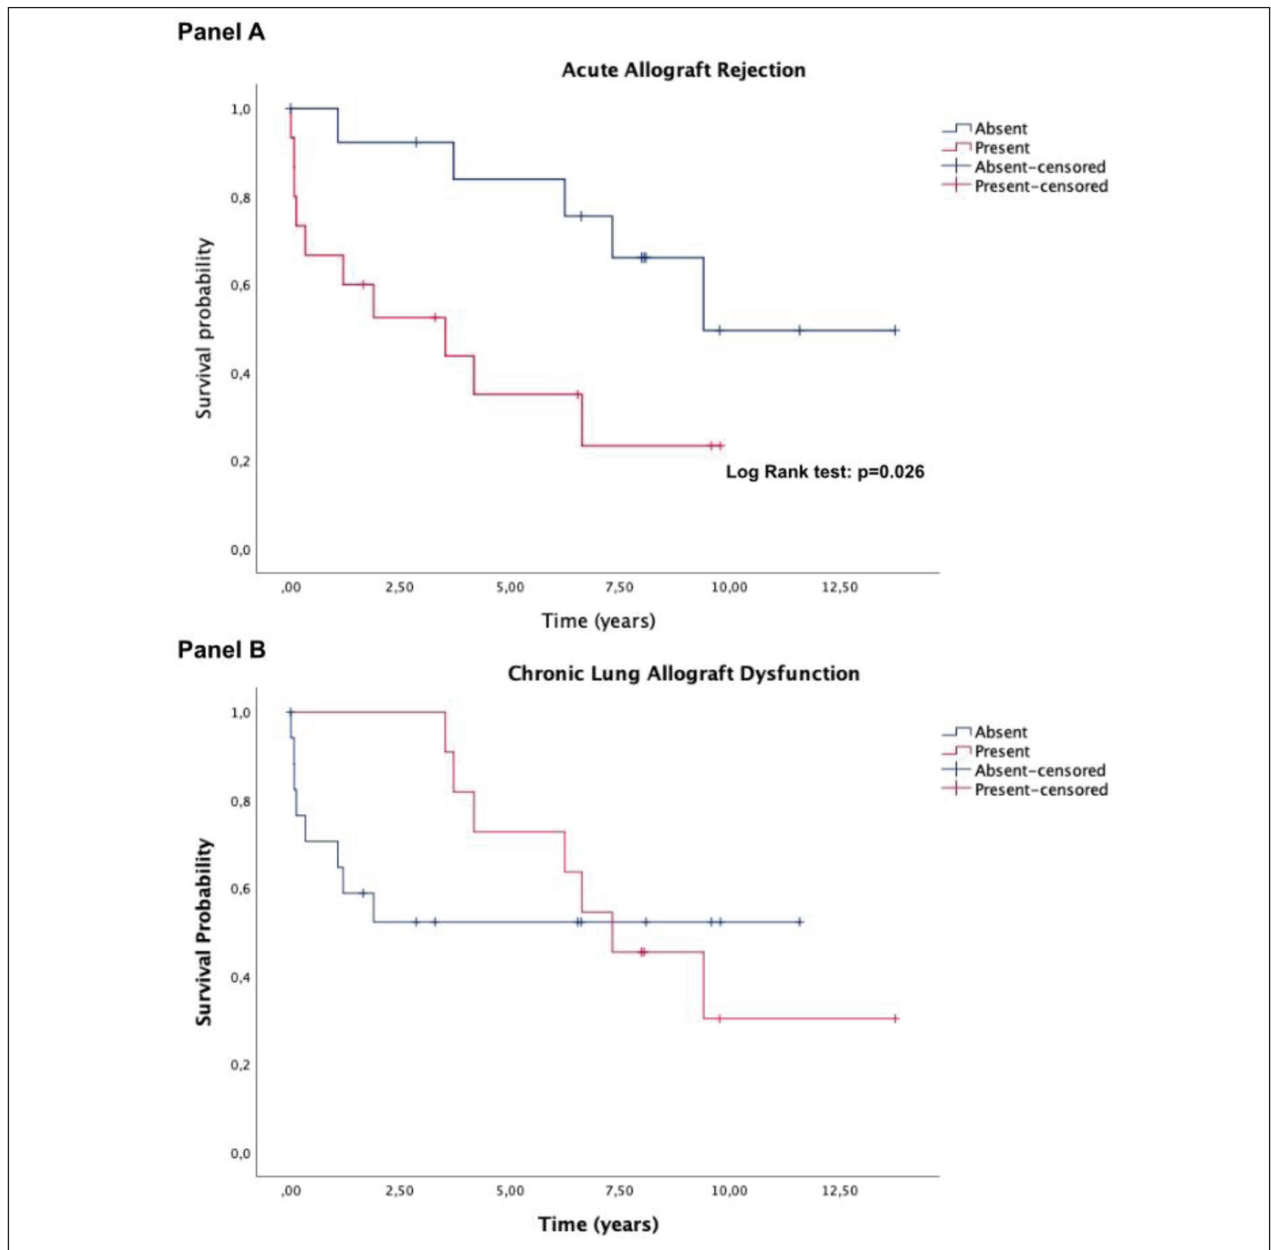 Panel A
Acute Allograft Rejection
1,0
0,8
0,6
0,4
0,2
0,0
Survival probability
Absent
Present
Absent-censored
Present-censored
Log Rank test: p=0.026
,00 2,50 5,00 7,50 10,00 12,50
Time (years)
Panel B
Chronic Lung Allograft Dysfunction
1,0
0,8
0,6
0,4
0,2
0,0
Survival Probability
Absent
Present
Absent-censored
Present-censored
,00 2,50 5,00 7,50 10,00 12,50
Time (years)